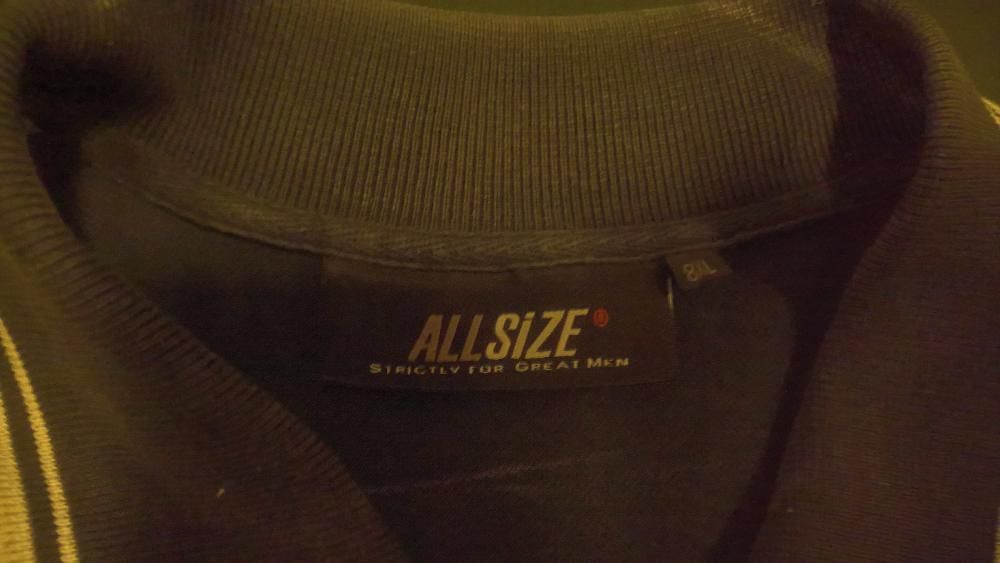 ALLSiZE®
STRICTLY FOR GREAT MEN
8XL